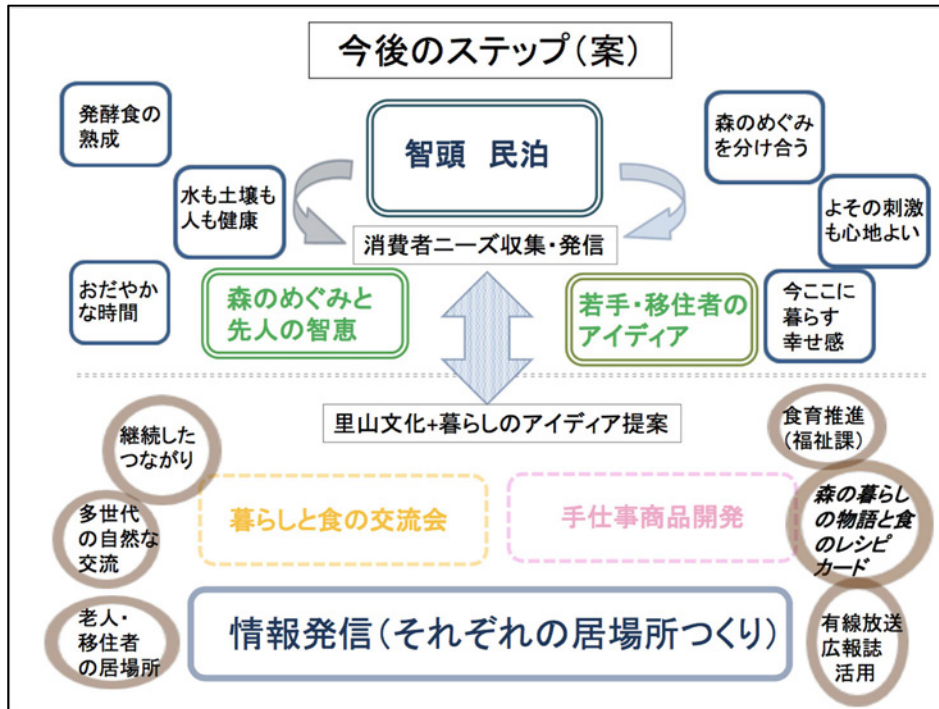 今後のステップ(案)
発酵食の
熟成
水も土壌も
人も健康
おだやか
な時間
智頭 民泊
消費者ニーズ収集・発信
森のめぐみと
先人の智恵
若手・移住者の
アイディア
森のめぐみ
を分け合う
よその刺激
も心地よい
今ここに
暮らす
幸せ感
里山文化+暮らしのアイディア提案
継続した
つながり
多世代
の自然な
交流
老人・
移住者
の居場所
暮らしと食の交流会
手仕事商品開発
食育推進
(福祉課)
森の暮らし
の物語と食
のレシピ
カード
有線放送
広報誌
活用
情報発信(それぞれの居場所つくり)